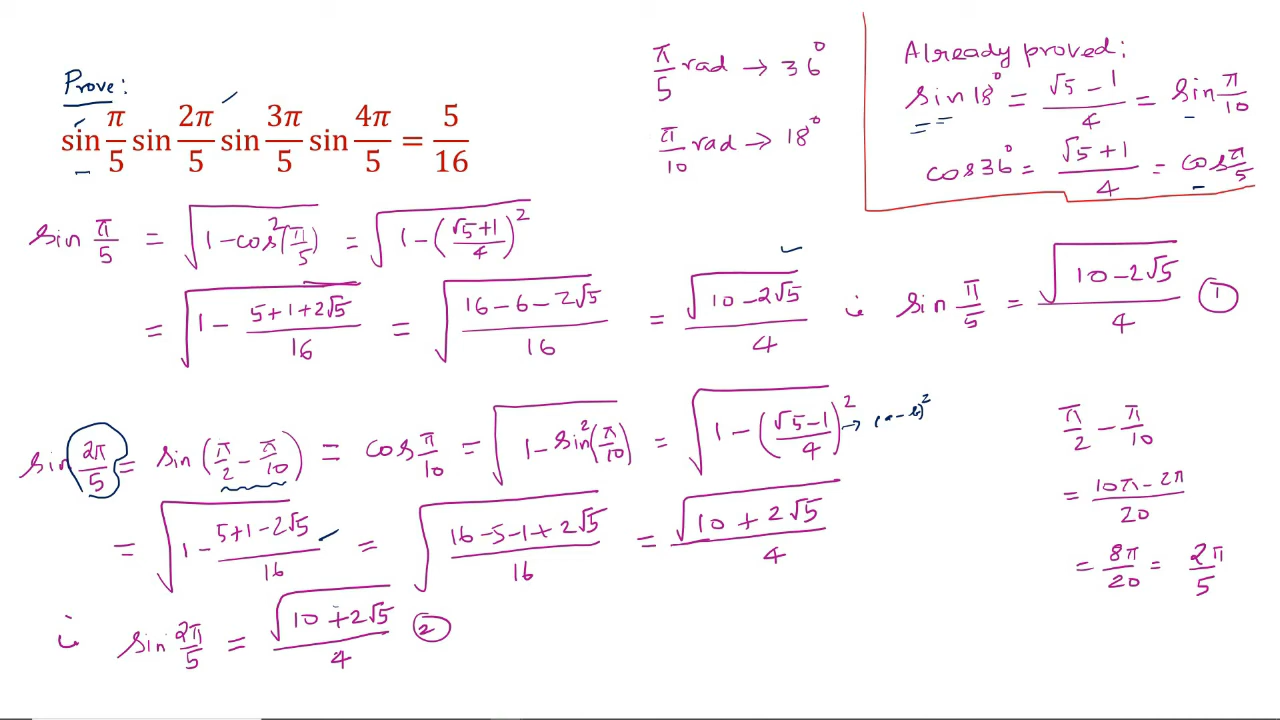 Prove:
sin π/5 sin 2π/5 sin 3π/5 sin 4π/5 = 5/16
π/5 rad → 36°
π/10 rad → 18°
Already proved:
sin 18° = (√5 - 1)/4 = sin π/10
cos 36° = (√5 + 1)/4 = cos π/5
sin π/5 = √(1 - cos²(π/5)) = √(1 - ((√5+1)/4)²)
= √(1 - (5+1+2√5)/16) = √((16-6-2√5)/16) = √(10-2√5)/4 i sin π/5 = √(10-2√5)/4 ①
sin 2π/5 = sin(π/2 - π/10) = cos π/10 = √(1 - sin²(π/10)) = √(1 - ((√5-1)/4)²) → (a-b)²
= √(1 - (5+1-2√5)/16) = √((16-5-1+2√5)/16) = √(10+2√5)/4
i sin 2π/5 = √(10+2√5)/4 ②
π/2 - π/10
= (10π - 2π)/20
= 8π/20 = 2π/5